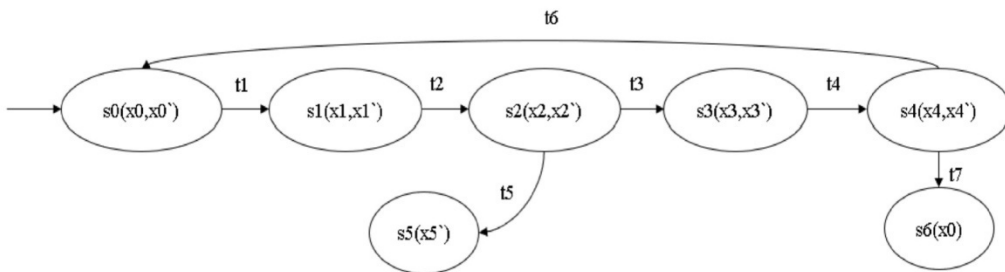 t6
t1
t2
t3
t4
s0(x0,x0`)
s1(x1,x1`)
s2(x2,x2`)
s3(x3,x3`)
s4(x4,x4`)
t5
t7
s5(x5`)
s6(x0)